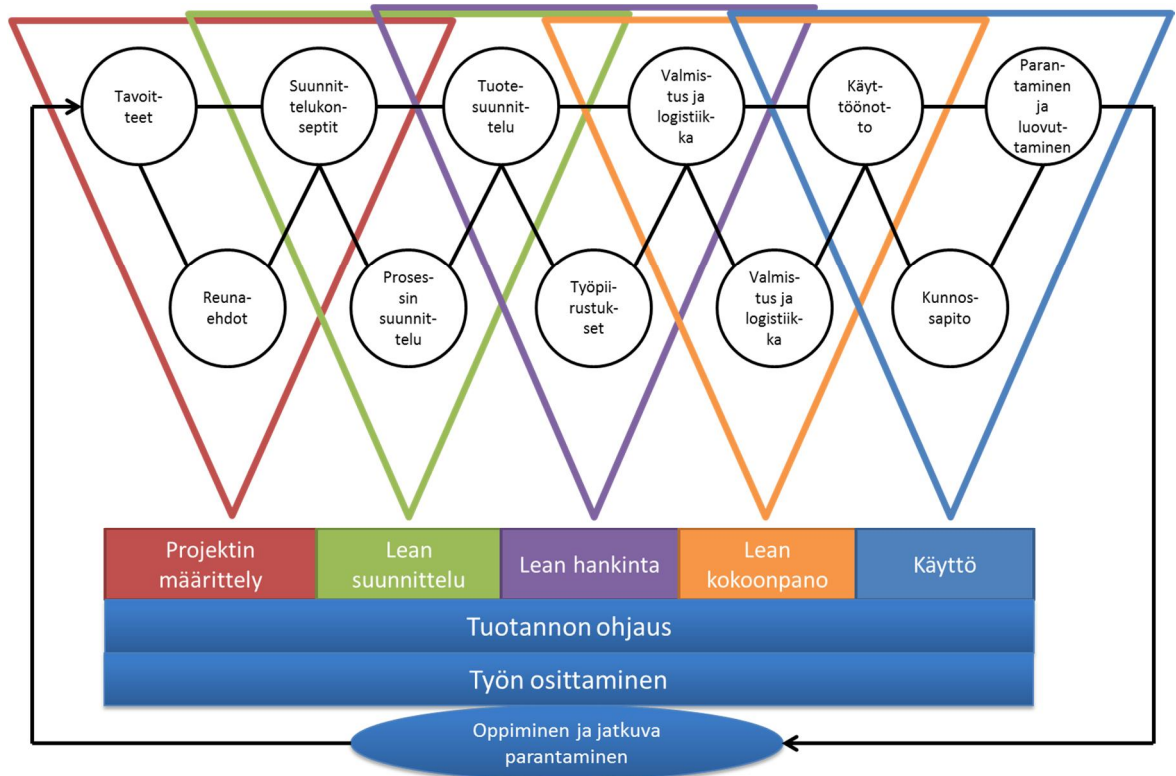 Tavoit-
teet
Suunnit-
telukon-
septit
Tuote-
suunnit-
telu
Valmis-
tus ja
logistiik-
ka
Käyt-
töönot-
to
Paran-
taminen
ja
luovut-
taminen
Reuna-
ehdot
Proses-
sin
suunnit-
telu
Työpii-
rustuk-
set
Valmis-
tus ja
logistiik-
ka
Kunnos-
sapito
Projektin
määrittely
Lean
suunnittelu
Lean hankinta
Lean
kokoonpano
Käyttö
Tuotannon ohjaus
Työn osittaminen
Oppiminen ja jatkuva
parantaminen